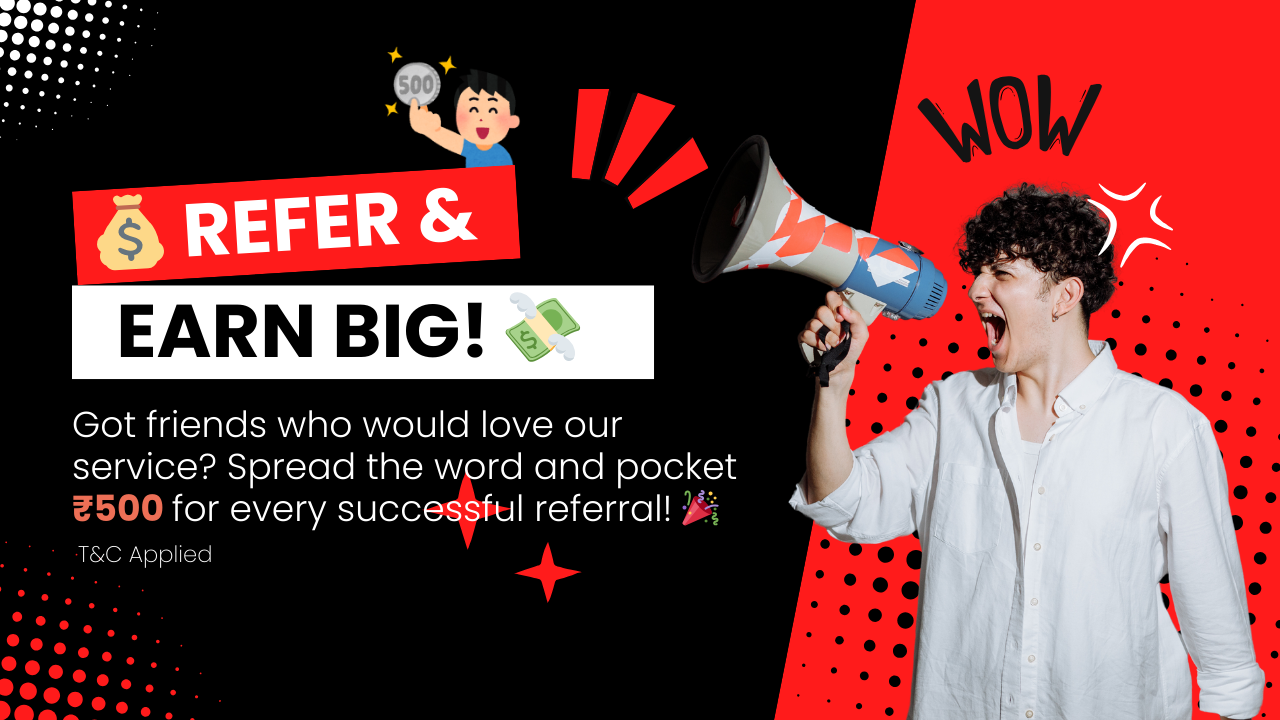 500
WOW
💰 REFER &
EARN BIG! 💸
Got friends who would love our
service? Spread the word and pocket
₹500 for every successful referral! 🎉
T&C Applied